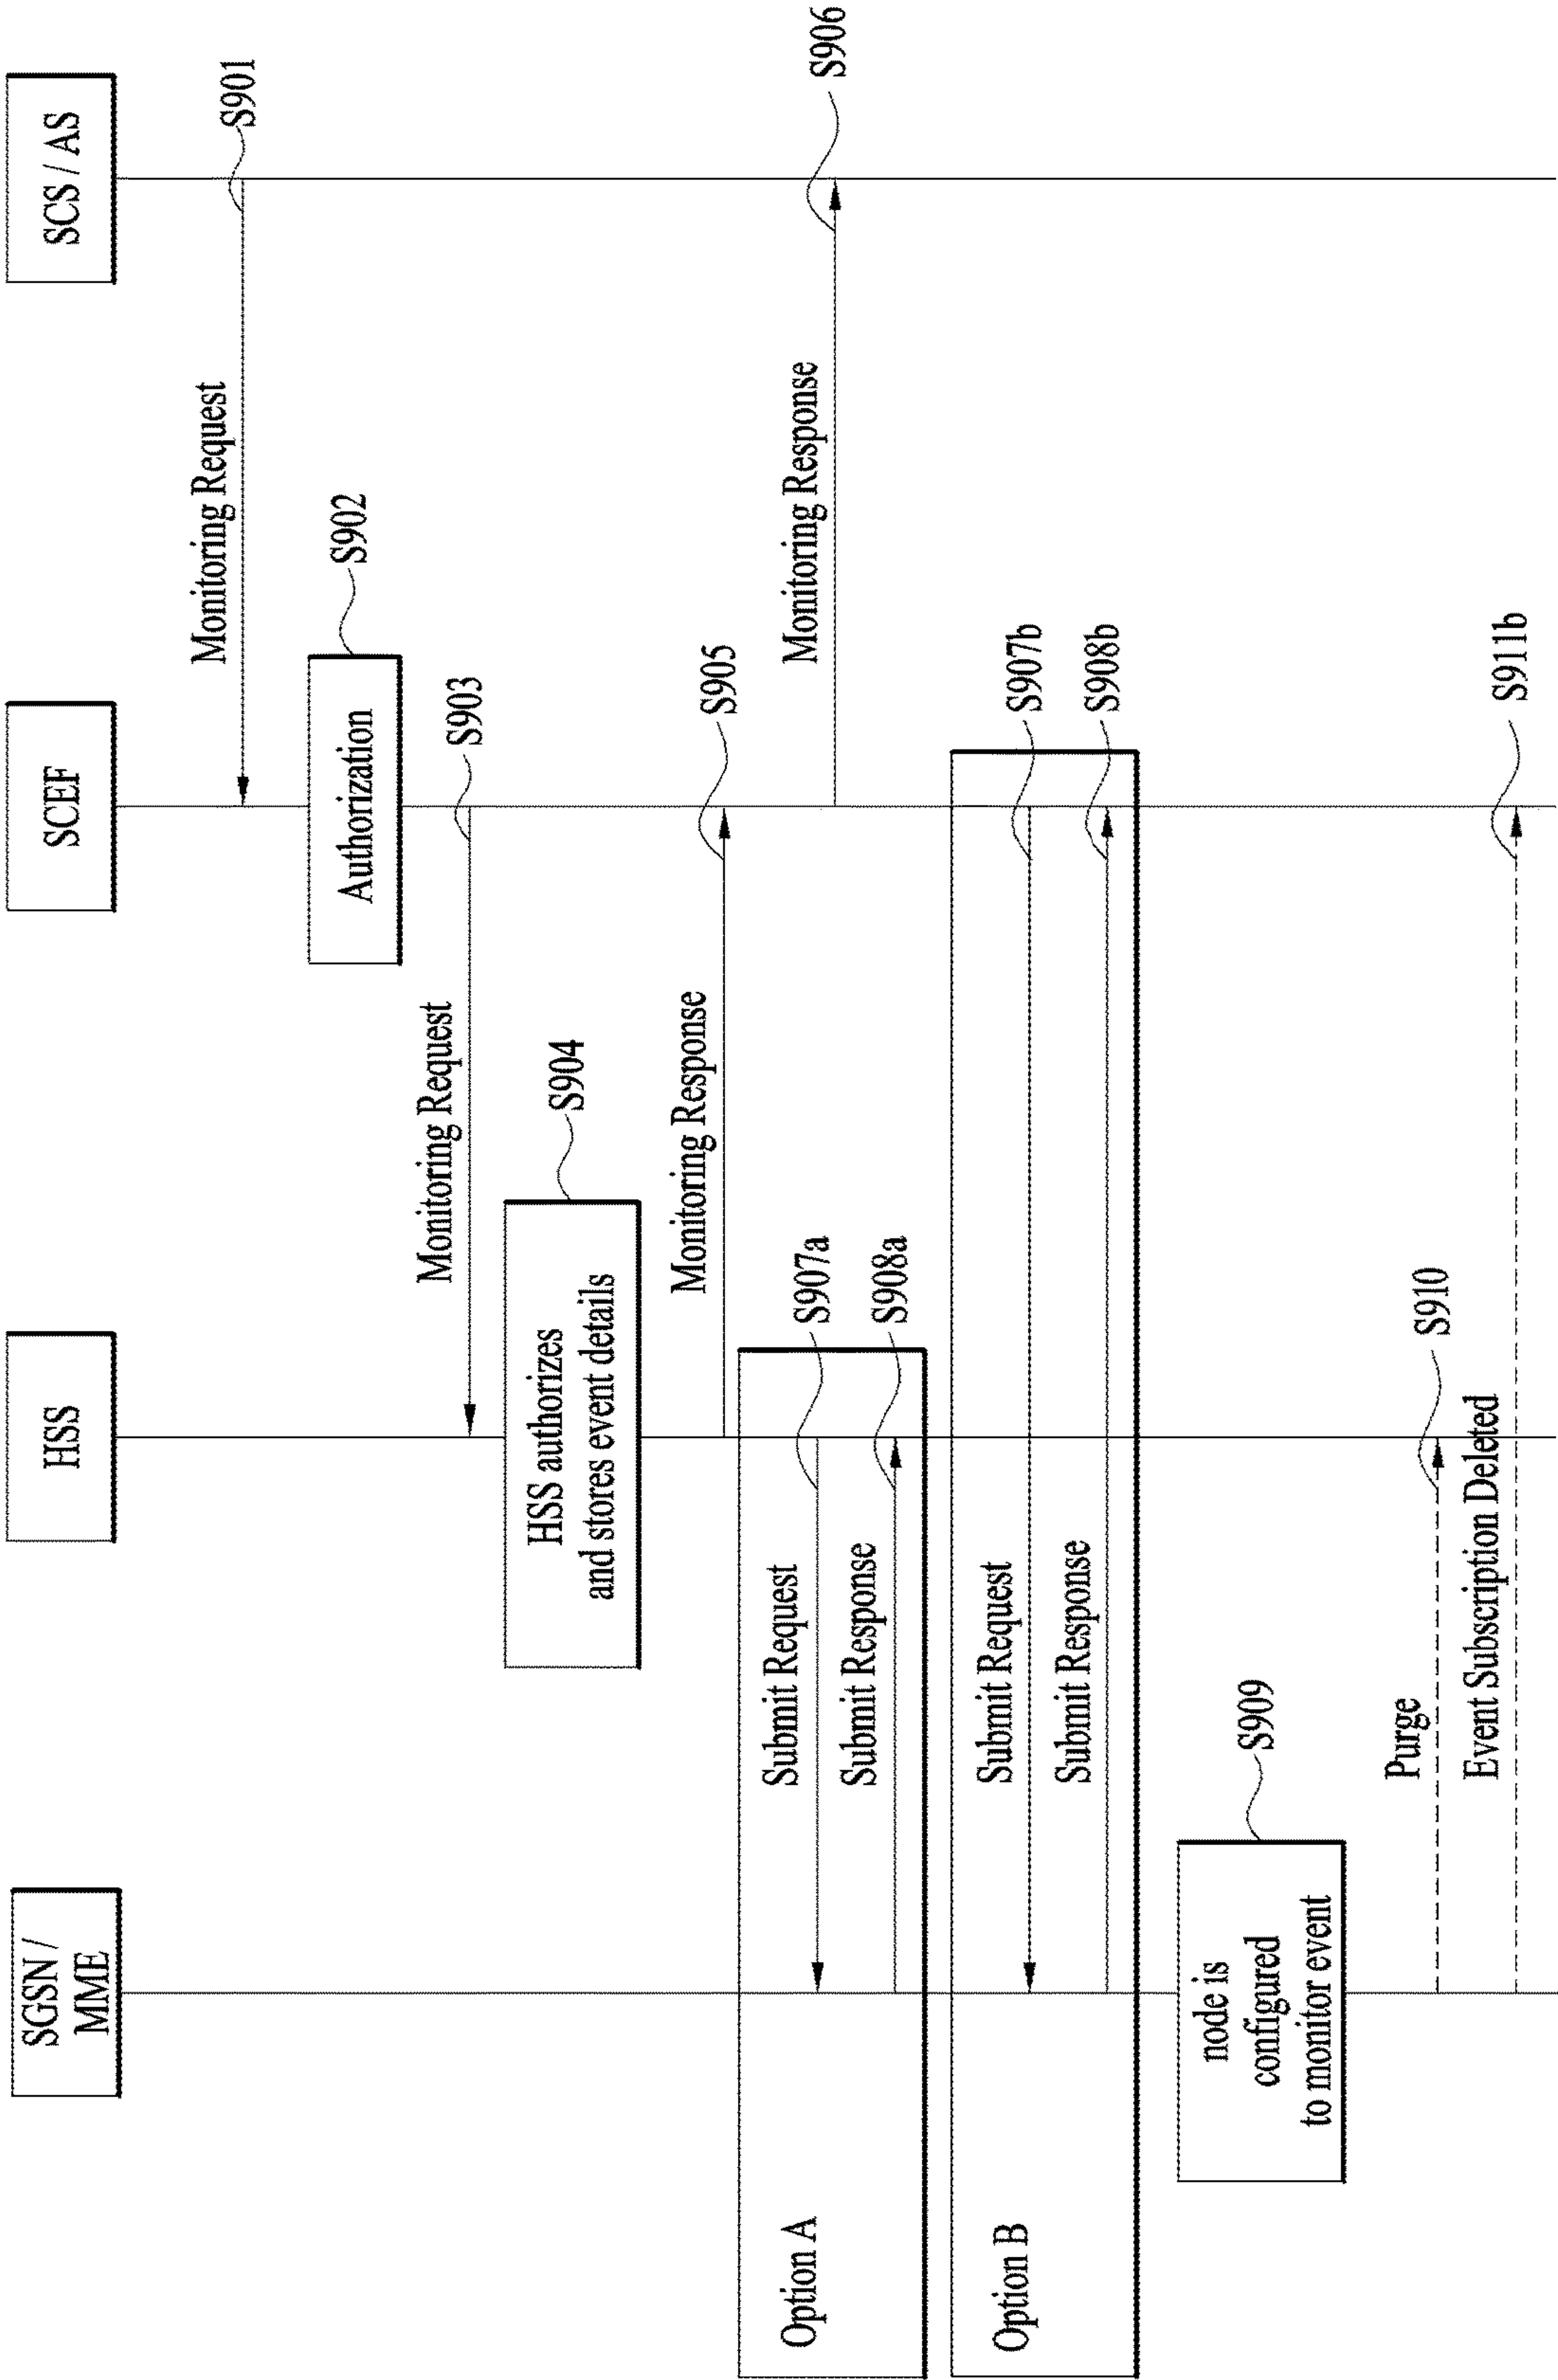 SGSN /
MME
HSS
SCEF
SCS / AS
Monitoring Request
S901
Authorization
S902
Monitoring Request
S903
HSS authorizes
and stores event details
S904
Monitoring Response
S905
Monitoring Response
S906
Option A
Submit Request
S907a
Submit Response
S908a
Option B
Submit Request
S907b
Submit Response
S908b
node is
configured
to monitor event
S909
Purge
S910
Event Subscription Deleted
S911b